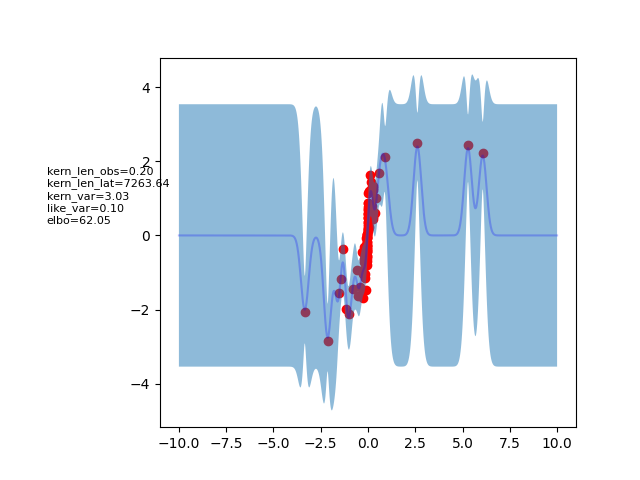 4
2
0
−2
−4
kern_len_obs=0.20
kern_len_lat=7263.64
kern_var=3.03
like_var=0.10
elbo=62.05
−10.0 −7.5 −5.0 −2.5 0.0 2.5 5.0 7.5 10.0